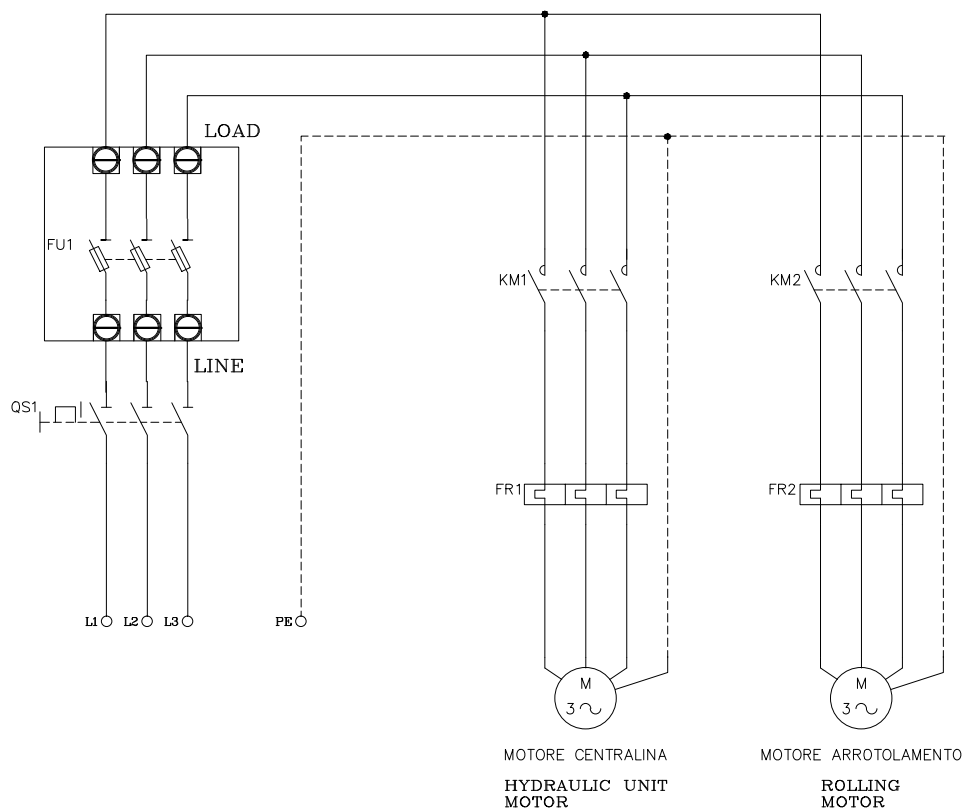 LOAD
FU1
KM1
KM2
LINE
QS1
FR1
FR2
L1
L2
L3
PE
M
3
M
3
MOTORE CENTRALINA
HYDRAULIC UNIT
MOTOR
MOTORE ARROTOLAMENTO
ROLLING
MOTOR